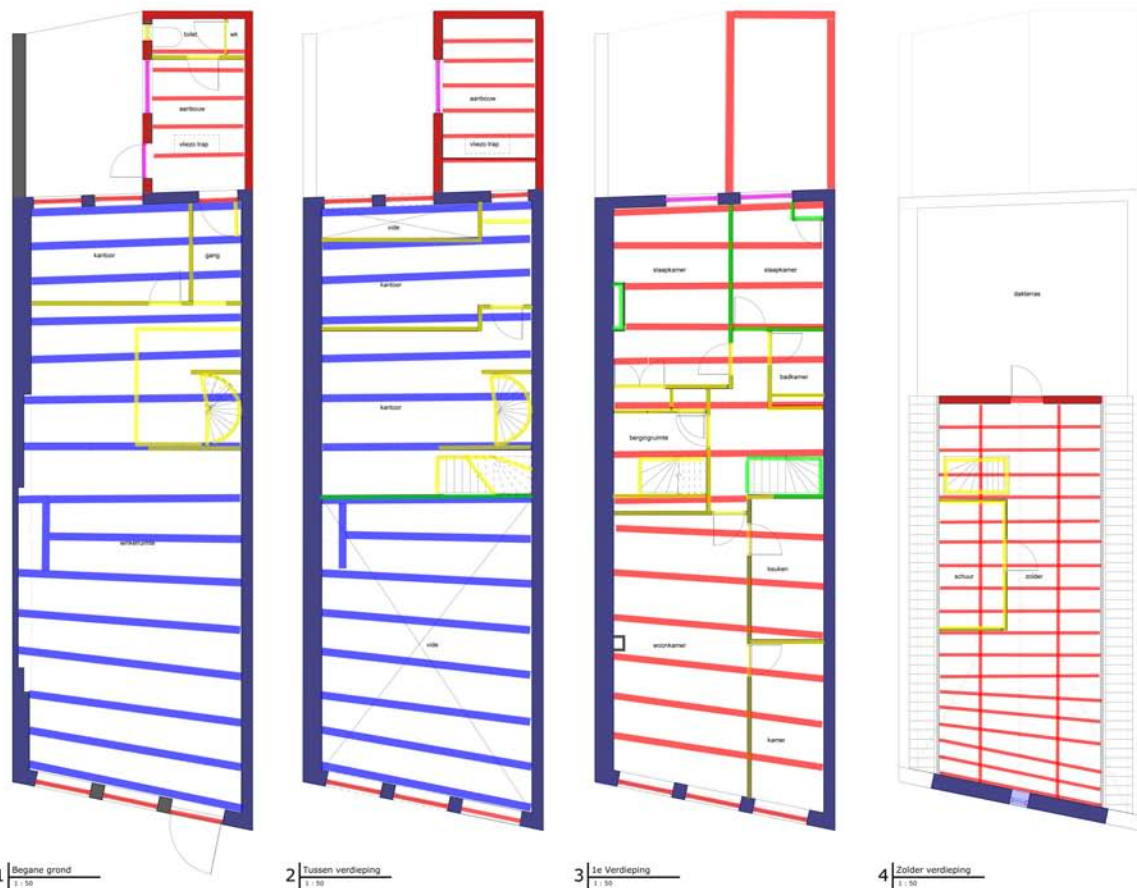 toilet
wk
aanbouw
vliezo trap
kantoor
gang
winkelruimte
1 Begane grond
1 : 50
aanbouw
vliezo trap
vide
kantoor
kantoor
vide
2 Tussen verdieping
1 : 50
slaapkamer
slaapkamer
badkamer
bergingruimte
keuken
woonkamer
kamer
3 1e Verdieping
1 : 50
dakterras
schuur
zolder
4 Zolder verdieping
1 : 50